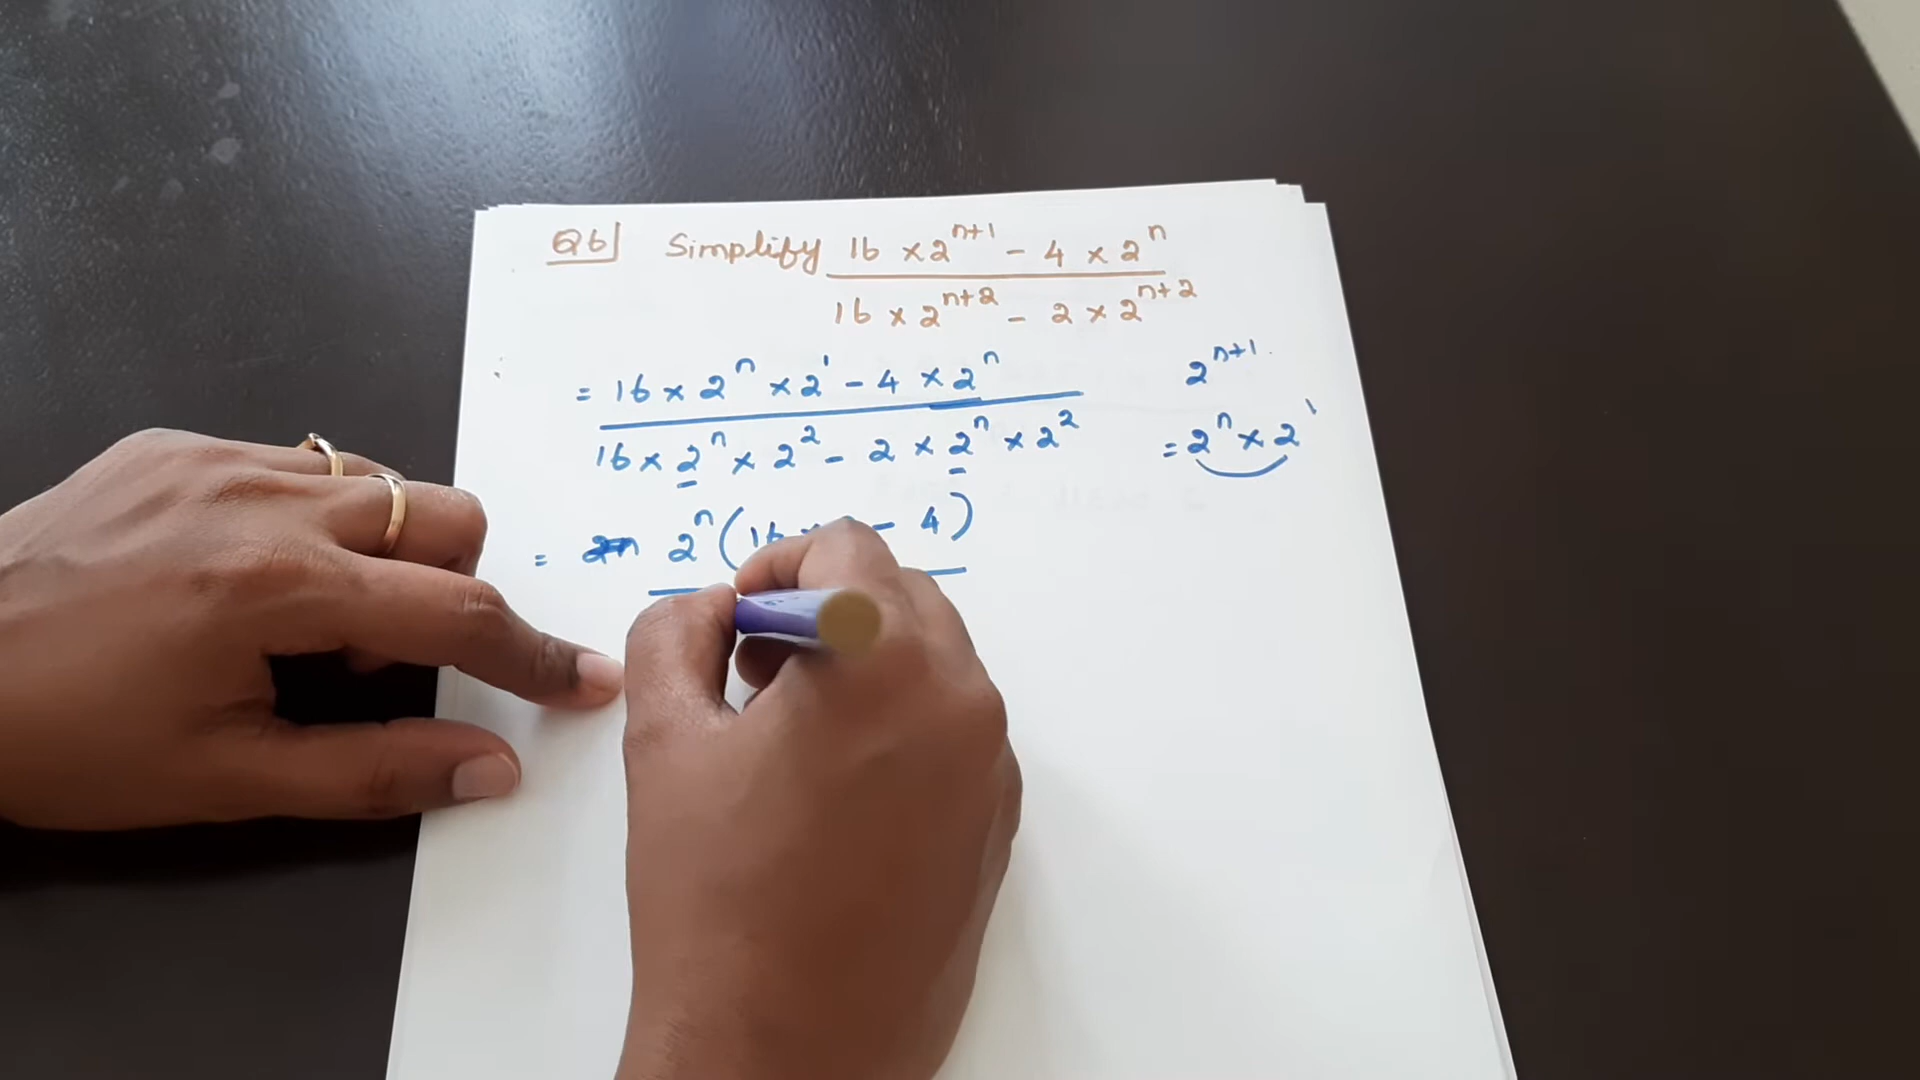 Q6| Simplify 16 × 2^{n+1} - 4 × 2^n
16 × 2^{n+2} - 2 × 2^{n+2}
= 16 × 2^n × 2^1 - 4 × 2^n
16 × 2^n × 2^2 - 2 × 2^n × 2^2
2^{n+1}
= 2^n × 2^1
= 2^n (16 - 4)